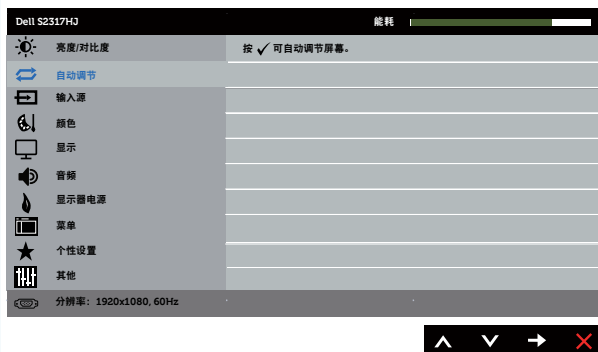 Dell S2317HJ
能耗
亮度/对比度
按 ✓ 可自动调节屏幕。
自动调节
输入源
颜色
显示
音频
显示器电源
菜单
个性设置
其他
分辨率：1920x1080, 60Hz